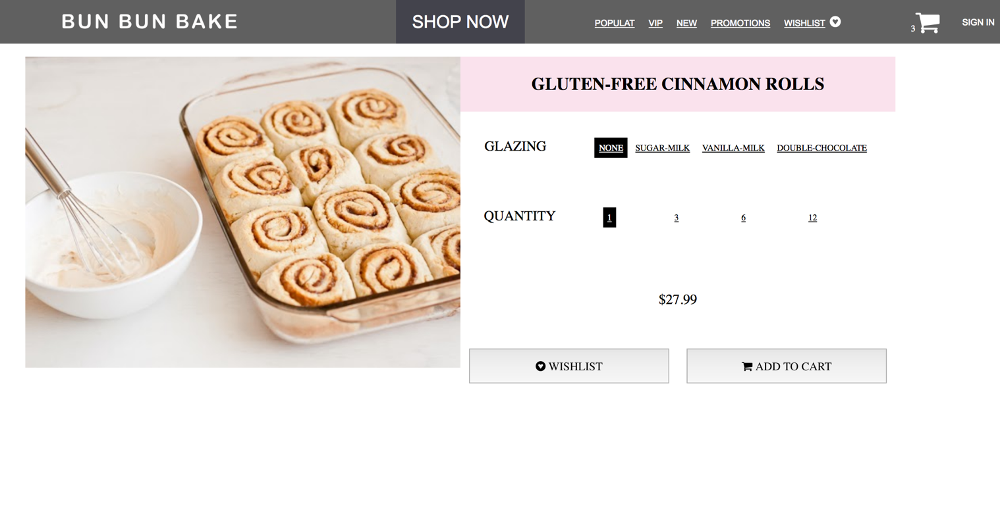 BUN BUN BAKE
SHOP NOW
POPULAT VIP NEW PROMOTIONS WISHLIST
3
SIGN IN
GLUTEN-FREE CINNAMON ROLLS
GLAZING NONE SUGAR-MILK VANILLA-MILK DOUBLE-CHOCOLATE
QUANTITY 1 3 6 12
$27.99
WISHLIST
ADD TO CART